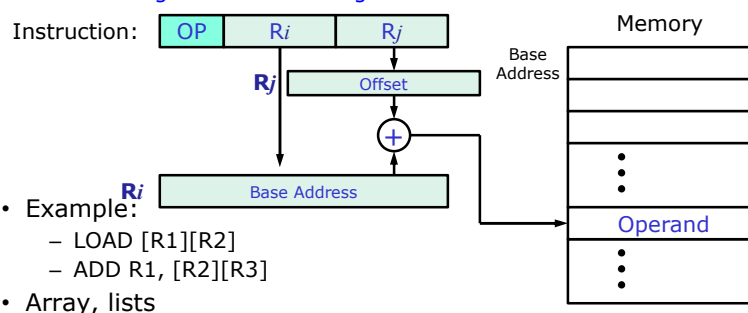 Instruction: OP Ri Rj
Memory
Base
Address
Rj Offset
+
Ri Base Address
• Example:
Operand
– LOAD [R1][R2]
– ADD R1, [R2][R3]
• Array, lists